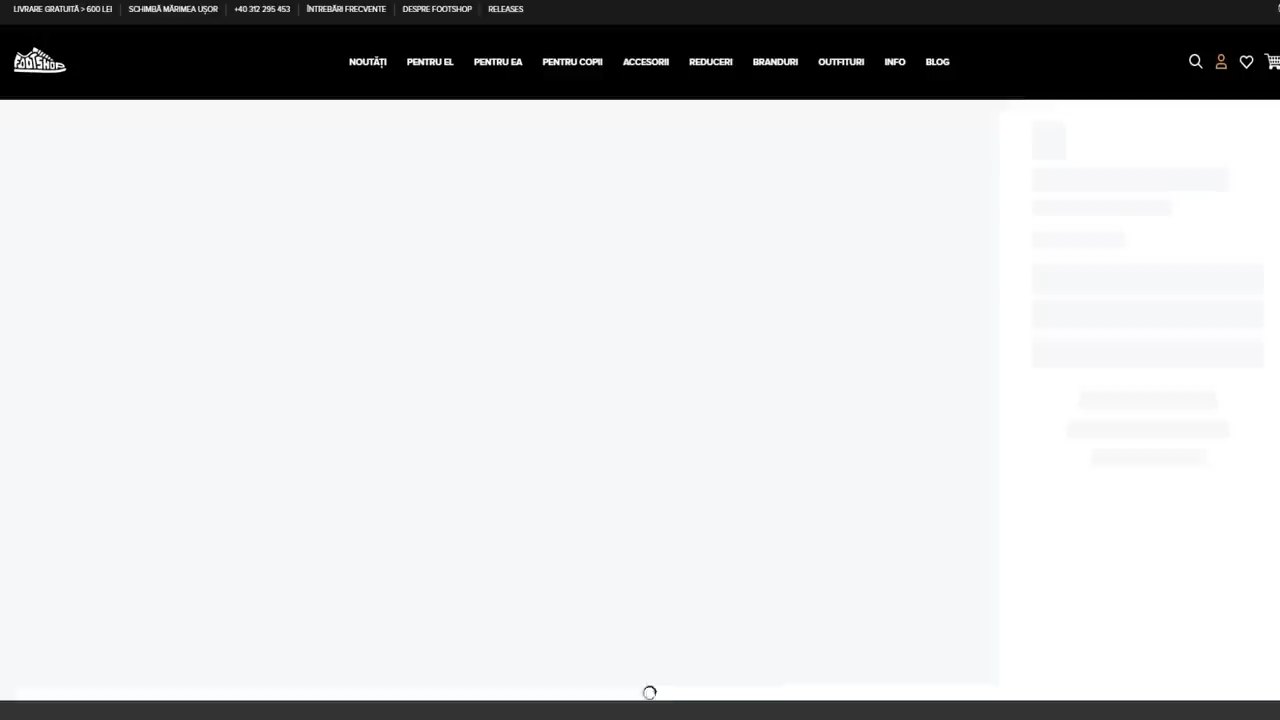 LIVRARE GRATUITĂ > 600 LEI
SCHIMBĂ MĂRIMEA UȘOR
+40 312 295 453
ÎNTREBĂRI FRECVENTE
DESPRE FOOTSHOP
RELEASES
FOOTSHOP
NOUTĂȚI
PENTRU EL
PENTRU EA
PENTRU COPII
ACCESORII
REDUCERI
BRANDURI
OUTFITURI
INFO
BLOG